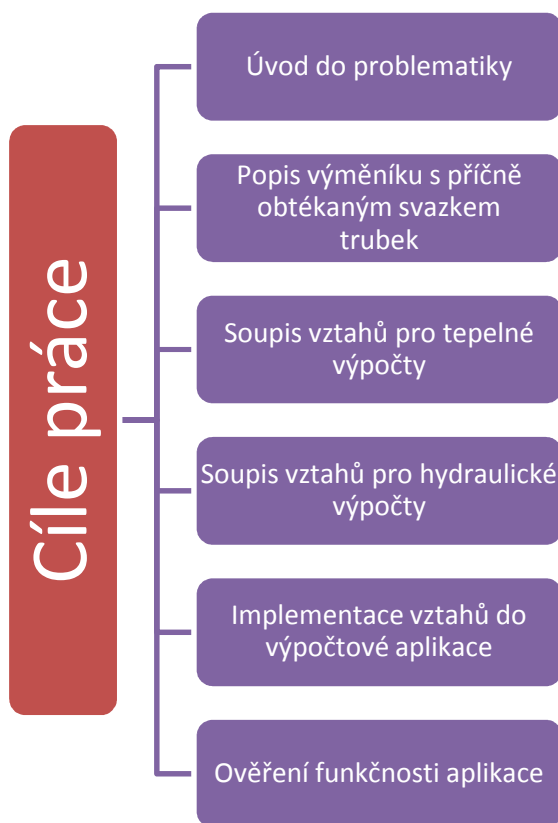 Cíle práce
Úvod do problematiky
Popis výměníku s příčně
obtékaným svazkem
trubek
Soupis vztahů pro tepelné
výpočty
Soupis vztahů pro hydraulické
výpočty
Implementace vztahů do
výpočtové aplikace
Ověření funkčnosti aplikace